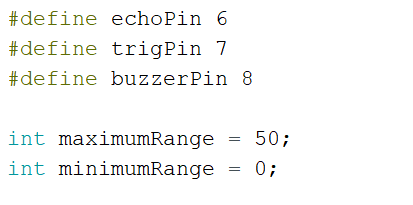 #define echoPin 6
#define trigPin 7
#define buzzerPin 8
int maximumRange = 50;
int minimumRange = 0;